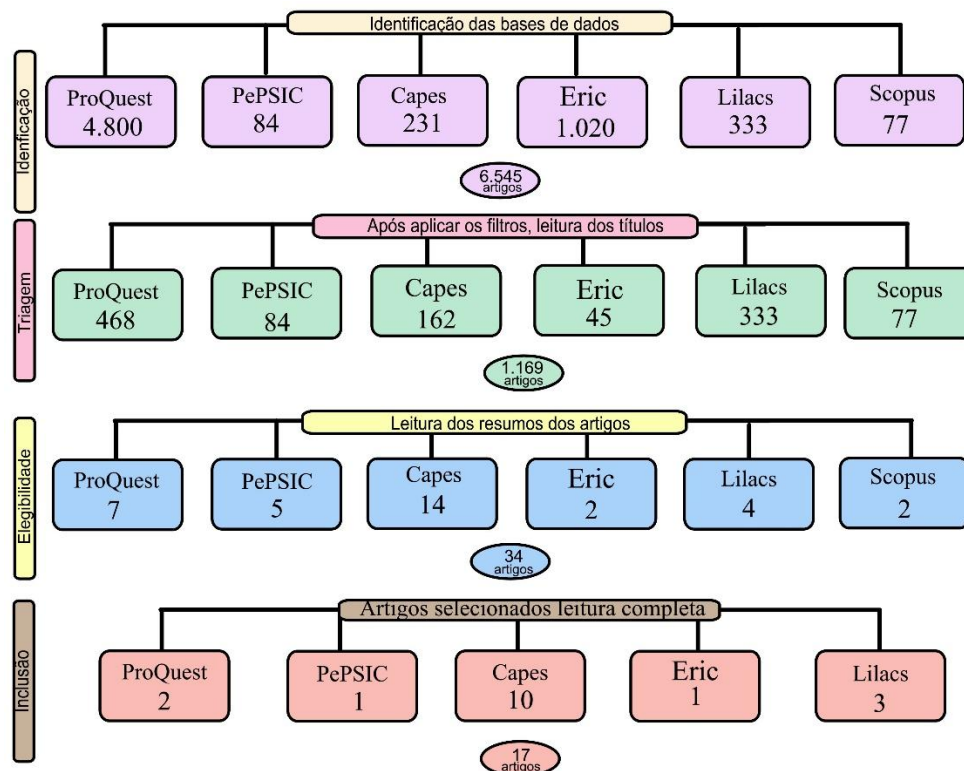 Identificação das bases de dados
Idenficação
ProQuest
4.800
PePSIC
84
Capes
231
Eric
1.020
Lilacs
333
Scopus
77
6.545
artigos
Triagem
Após aplicar os filtros, leitura dos títulos
ProQuest
468
PePSIC
84
Capes
162
Eric
45
Lilacs
333
Scopus
77
1.169
artigos
Elegibilidade
Leitura dos resumos dos artigos
ProQuest
7
PePSIC
5
Capes
14
Eric
2
Lilacs
4
Scopus
2
34
artigos
Inclusão
Artigos selecionados leitura completa
ProQuest
2
PePSIC
1
Capes
10
Eric
1
Lilacs
3
17
artigos